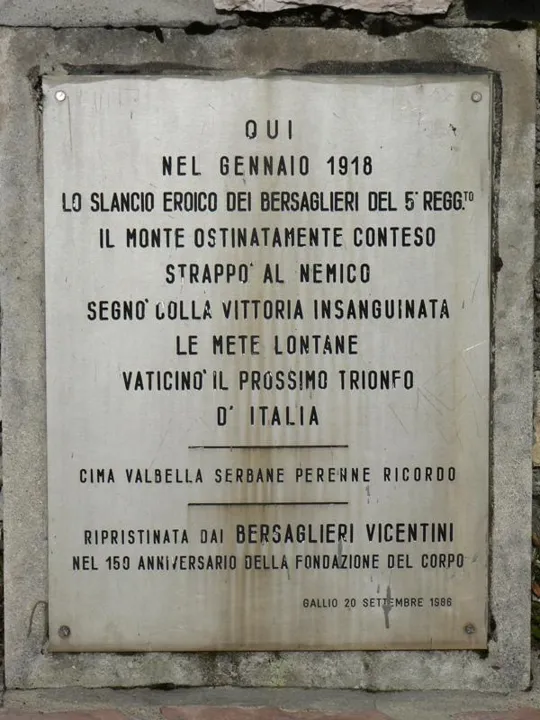 QUI
NEL GENNAIO 1918
LO SLANCIO EROICO DEI BERSAGLIERI DEL 5° REGG.TO
IL MONTE OSTINATAMENTE CONTESO
STRAPPO' AL NEMICO
SEGNO' COLLA VITTORIA INSANGUINATA
LE METE LONTANE
VATICINO' IL PROSSIMO TRIONFO
D' ITALIA
CIMA VALBELLA SERBANE PERENNE RICORDO
RIPRISTINATA DAI BERSAGLIERI VICENTINI
NEL 150 ANNIVERSARIO DELLA FONDAZIONE DEL CORPO
GALLIO 20 SETTEMBRE 1986